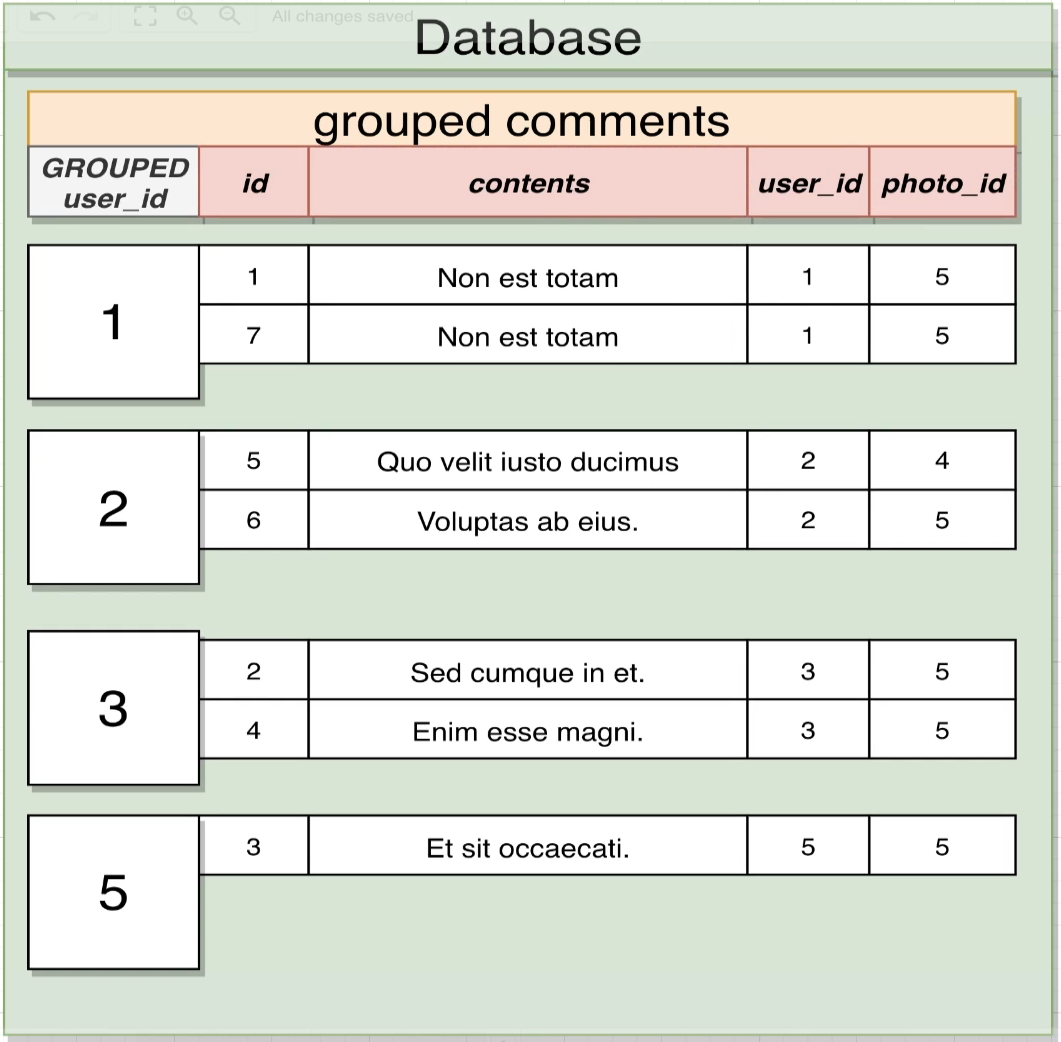 All changes saved
Database
grouped comments
GROUPED user_id id contents user_id photo_id
1
1 Non est totam 1 5
7 Non est totam 1 5
2
5 Quo velit iusto ducimus 2 4
6 Voluptas ab eius. 2 5
3
2 Sed cumque in et. 3 5
4 Enim esse magni. 3 5
5
3 Et sit occaecati. 5 5